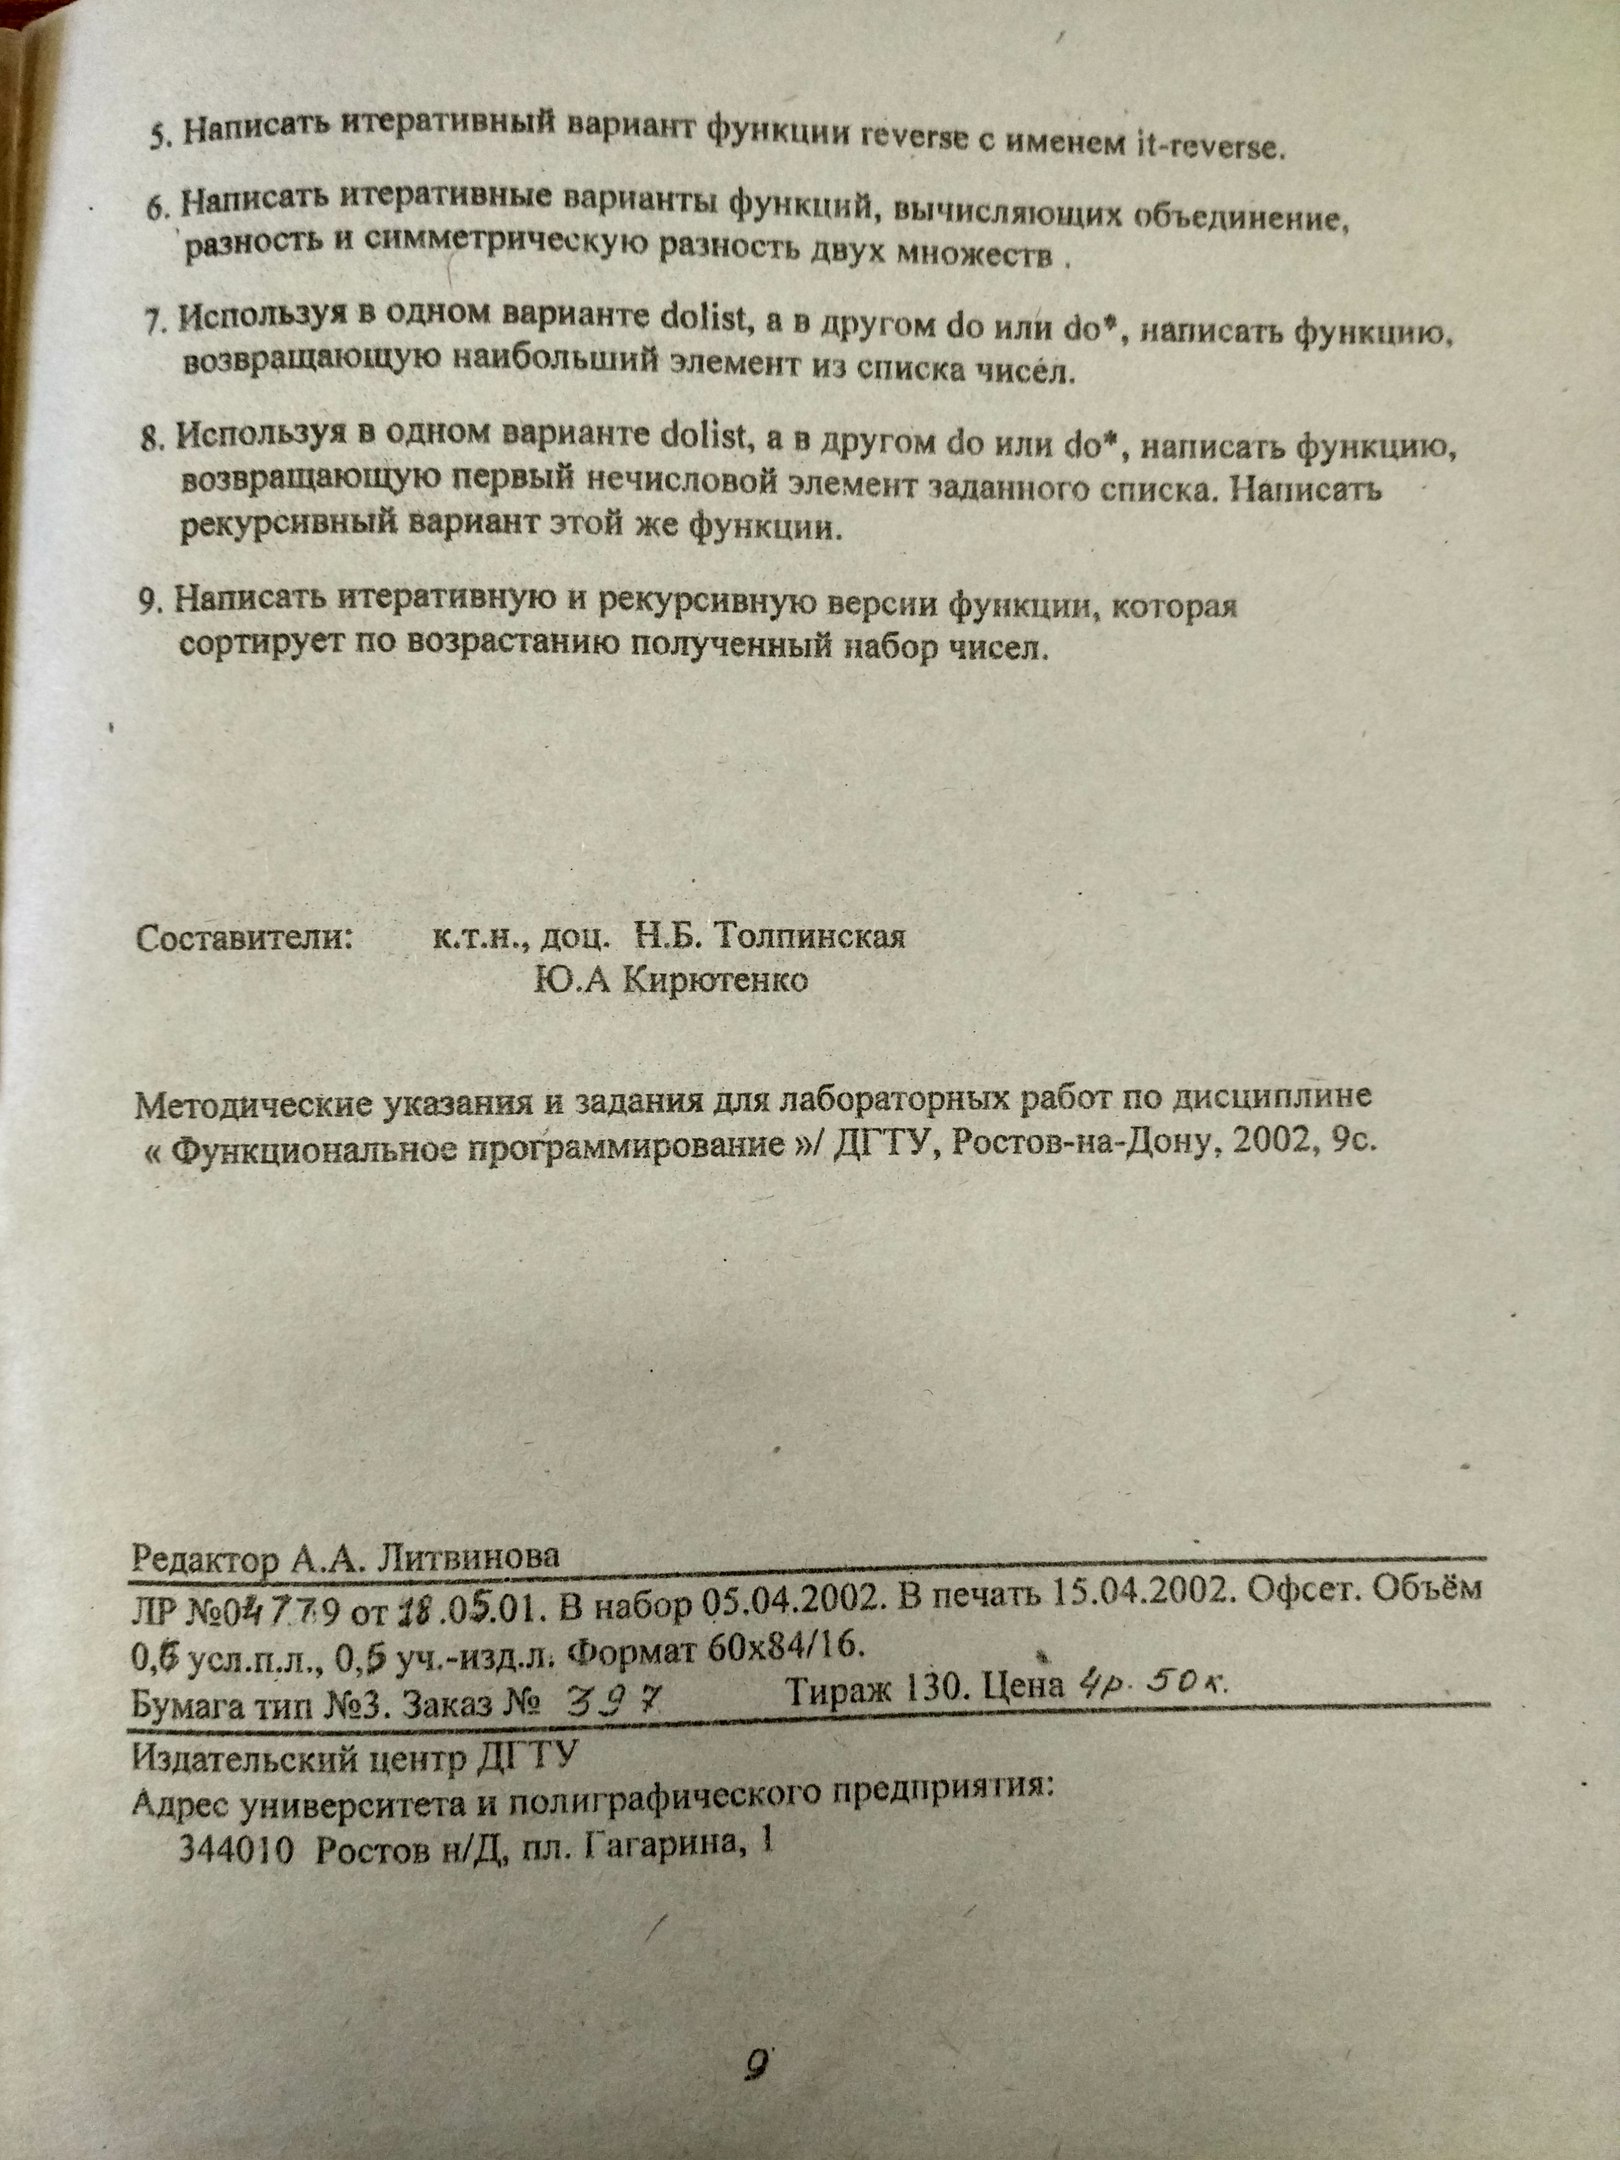 5. Написать итеративный вариант функции reverse с именем it-reverse.
6. Написать итеративные варианты функций, вычисляющих объединение,
разность и симметрическую разность двух множеств .
7. Используя в одном варианте dolist, а в другом do или do*, написать функцию,
возвращающую наибольший элемент из списка чисел.
8. Используя в одном варианте dolist, а в другом do или do*, написать функцию,
возвращающую первый нечисловой элемент заданного списка. Написать
рекурсивный вариант этой же функции.
9. Написать итеративную и рекурсивную версии функции, которая
сортирует по возрастанию полученный набор чисел.
Составители: к.т.н., доц. Н.Б. Толпинская
Ю.А Кирютенко
Методические указания и задания для лабораторных работ по дисциплине
« Функциональное программирование »/ ДГТУ, Ростов-на-Дону, 2002, 9с.
Редактор А.А. Литвинова
ЛР №04779 от 18.05.01. В набор 05.04.2002. В печать 15.04.2002. Офсет. Объём
усл.п.л., 0,5 уч.-изд.л. Формат 60х84/16.
Бумага тип №3. Заказ № 397 Тираж 130. Цена 4р. 50к.
Издательский центр ДГТУ
Адрес университета и полиграфического предприятия:
344010 Ростов н/Д, пл. Гагарина, 1
9